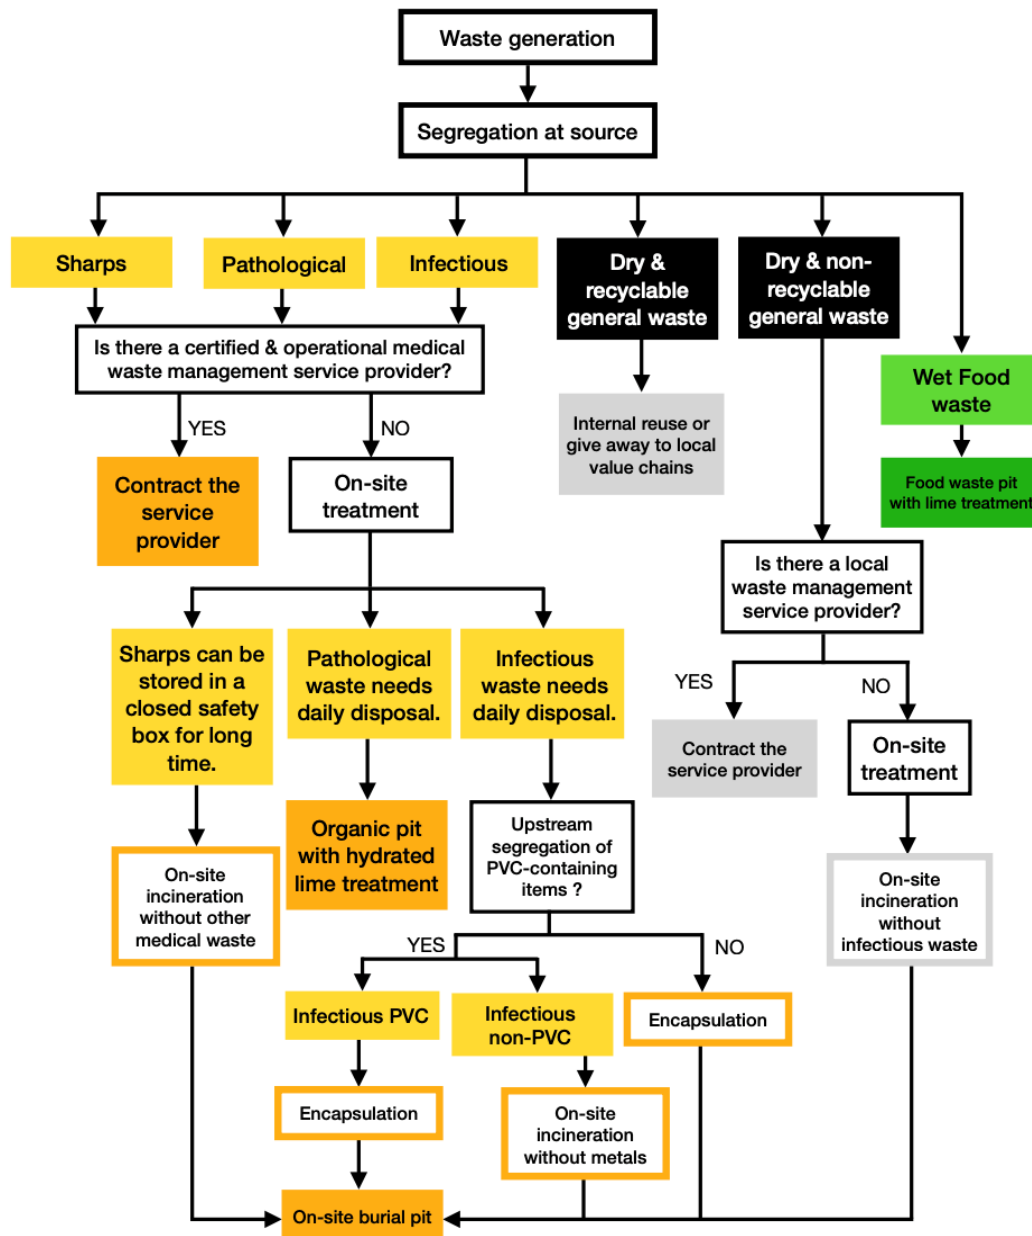 Waste generation
Segregation at source
Sharps
Pathological
Infectious
Dry &
recyclable
general waste
Dry & non-
recyclable
general waste
Is there a certified & operational medical
waste management service provider?
Wet Food
waste
YES
NO
Internal reuse or
give away to local
value chains
Contract the
service
provider
On-site
treatment
Food waste pit
with lime treatment
Is there a local
waste management
service provider?
Sharps can be
stored in a
closed safety
box for long
time.
Pathological
waste needs
daily disposal.
Infectious
waste needs
daily disposal.
YES
NO
Contract the
service provider
On-site
treatment
Organic pit
with hydrated
lime treatment
Upstream
segregation of
PVC-containing
items ?
On-site
incineration
without other
medical waste
On-site
incineration
without
infectious waste
YES
NO
Infectious PVC
Infectious
non-PVC
Encapsulation
Encapsulation
On-site
incineration
without metals
On-site burial pit